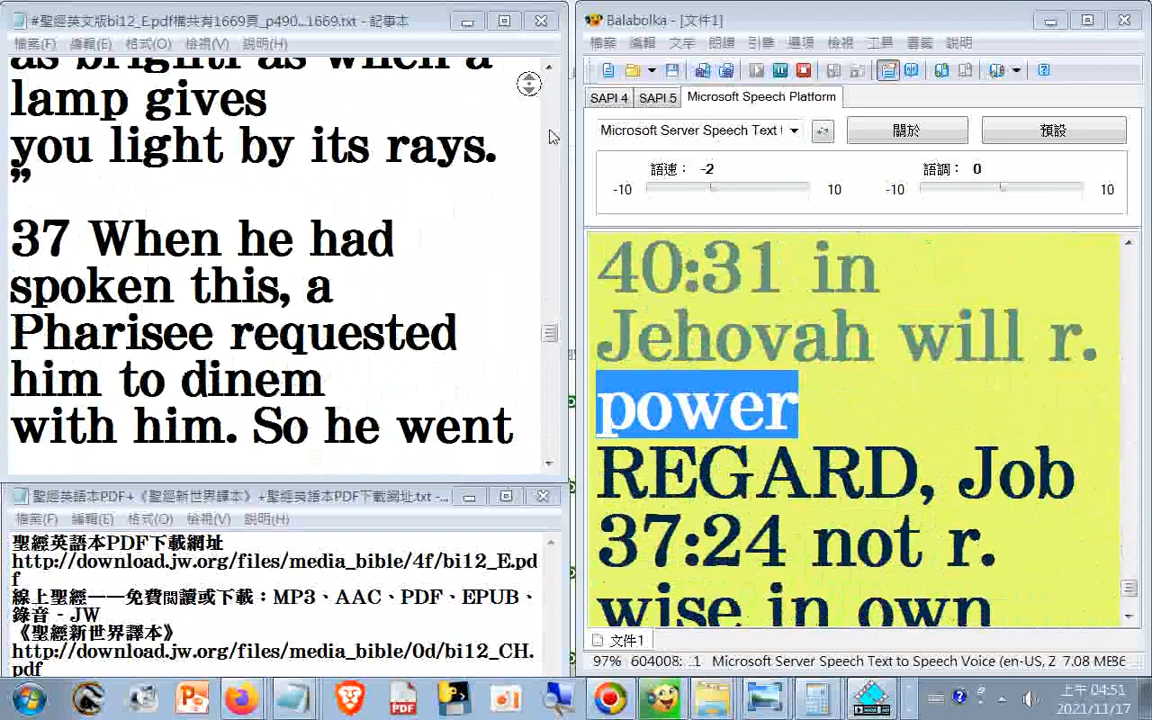 #聖經英文版bi12_E.pdf檔共有1669頁_p490...1669.txt - 記事本
檔案(F) 編輯(E) 格式(O) 檢視(V) 說明(H)
as brightl as when a
lamp gives
you light by its rays.
”
37 When he had
spoken this, a
Pharisee requested
him to dinem
with him. So he went
聖經英語本PDF+《聖經新世界譯本》+聖經英語本PDF下載網址.txt -...
檔案(F) 編輯(E) 格式(O) 檢視(V) 說明(H)
聖經英語本PDF下載網址
http://download.jw.org/files/media_bible/4f/bi12_E.pd
f
線上聖經——免費閱讀或下載：MP3、AAC、PDF、EPUB、
錄音 - JW
《聖經新世界譯本》
http://download.jw.org/files/media_bible/0d/bi12_CH.
pdf
Balabolka - [文件1]
檔案 編輯 文字 朗讀 引擎 選項 檢視 工具 書籤 說明
SAPI 4 SAPI 5 Microsoft Speech Platform
Microsoft Server Speech Text 關於 預設
語速： -2 語調： 0
-10 10 -10 10
40:31 in
Jehovah will r.
power
REGARD, Job
37:24 not r.
wise in own
文件1
97% 604008: ..1 Microsoft Server Speech Text to Speech Voice (en-US, Z 7.08 МБ
上午 04:51
2021/11/17